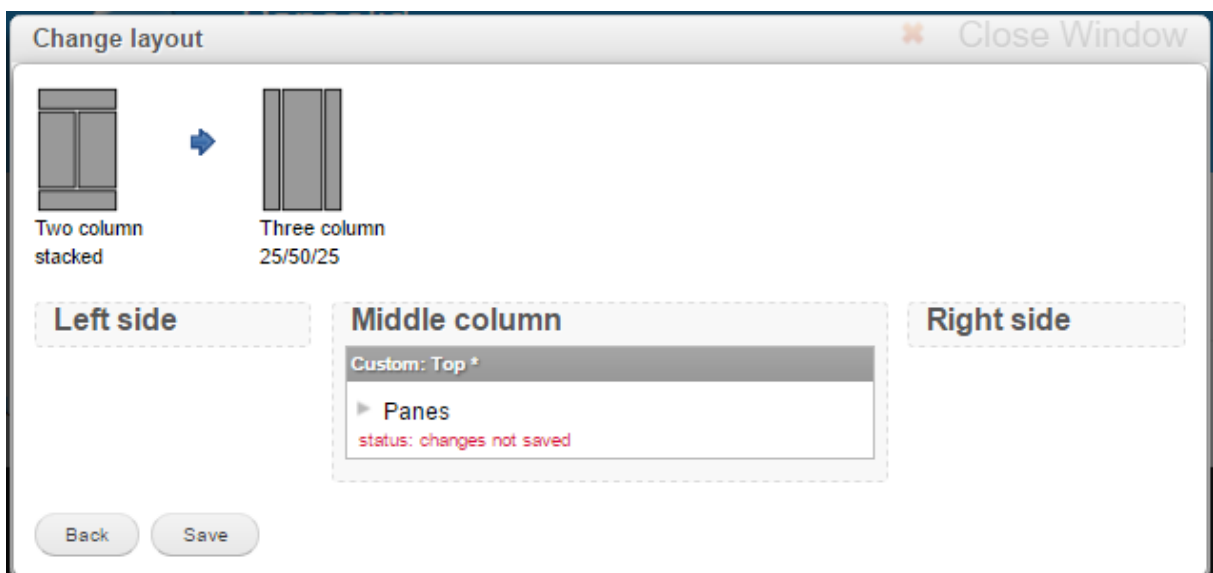 Change layout
Close Window
Two column
stacked
Three column
25/50/25
Left side
Middle column
Right side
Custom: Top *
Panes
status: changes not saved
Back
Save